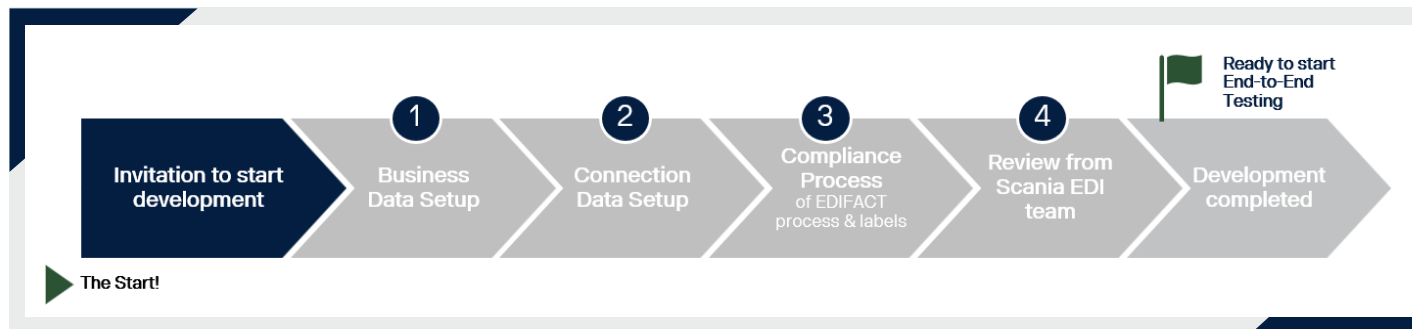 Ready to start
End-to-End
Testing
Invitation to start
development
1
Business
Data Setup
2
Connection
Data Setup
3
Compliance
Process
of EDIFACT
process & labels
4
Review from
Scania EDI
team
Development
completed
The Start!